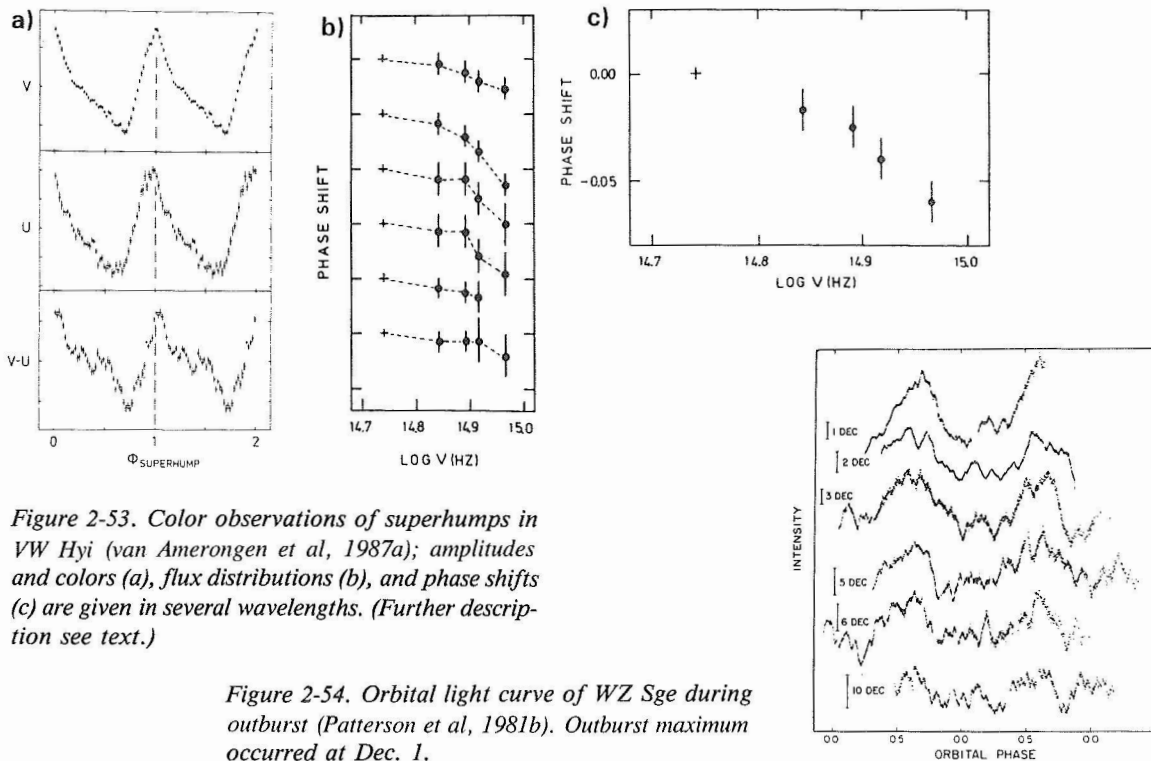 a)
V
U
V-U
0
1
2
Φ SUPERHUMP
b)
PHASE SHIFT
14.7
14.8
14.9
15.0
LOG ν (HZ)
c)
PHASE SHIFT
0.00
-0.05
14.7
14.8
14.9
15.0
LOG ν (HZ)
Figure 2-53. Color observations of superhumps in
VW Hyi (van Amerongen et al, 1987a); amplitudes
and colors (a), flux distributions (b), and phase shifts
(c) are given in several wavelengths. (Further descrip-
tion see text.)
INTENSITY
1 DEC
2 DEC
3 DEC
5 DEC
6 DEC
10 DEC
0.0
0.5
0.0
0.5
0.0
ORBITAL PHASE
Figure 2-54. Orbital light curve of WZ Sge during
outburst (Patterson et al, 1981b). Outburst maximum
occurred at Dec. 1.